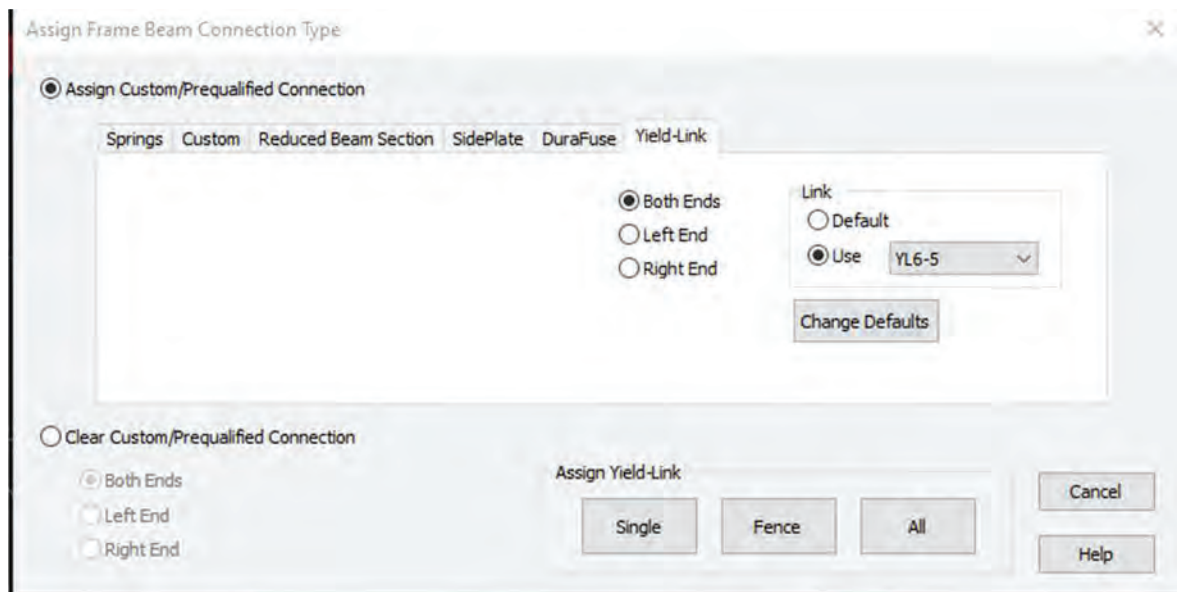 Assign Frame Beam Connection Type
Assign Custom/Prequalified Connection
Springs Custom Reduced Beam Section SidePlate DuraFuse Yield-Link
Both Ends
Left End
Right End
Link
Default
Use YL6-5
Change Defaults
Clear Custom/Prequalified Connection
Both Ends
Left End
Right End
Assign Yield-Link
Single Fence All
Cancel
Help